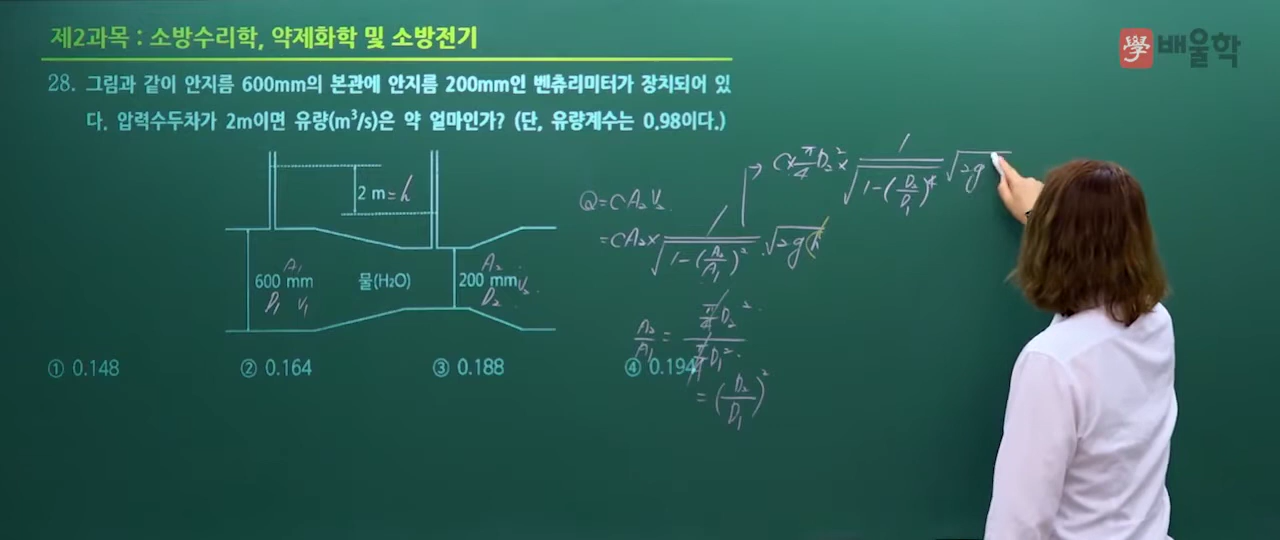 제2과목 : 소방수리학, 약제화학 및 소방전기
學 배울학
28. 그림과 같이 안지름 600mm의 본관에 안지름 200mm인 벤츄리미터가 장치되어 있
다. 압력수두차가 2m이면 유량(m³/s)은 약 얼마인가? (단, 유량계수는 0.98이다.)
2 m = h
600 mm
A₁
D₁ V₁
물(H₂O)
200 mm
A₂
D₂
V₂
Q = CA₂V₂
= CA₂ × 1/√(1-(A₂/A₁)²) · √2gh
→ C×π/4 D₂² × 1/√(1-(D₂/D₁)⁴) √2g
A₂/A₁ = (π/4 D₂²)/(π/4 D₁²)
= (D₂/D₁)²
① 0.148 ② 0.164 ③ 0.188 ④ 0.194